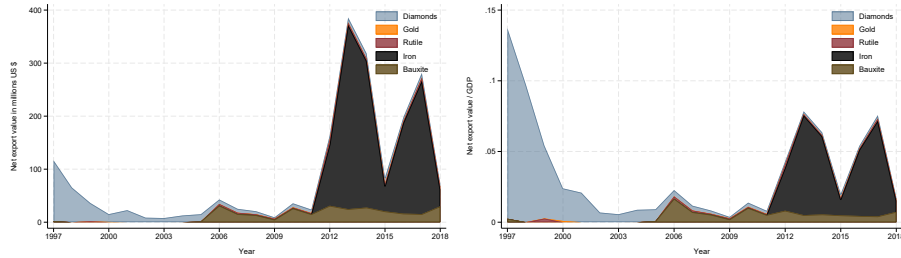 Net export value in millions US $
400
300
200
100
0
Diamonds
Gold
Rutile
Iron
Bauxite
1997 2000 2003 2006 2009 2012 2015 2018
Year
Net export value / GDP
.15
.1
.05
0
Diamonds
Gold
Rutile
Iron
Bauxite
1997 2000 2003 2006 2009 2012 2015 2018
Year